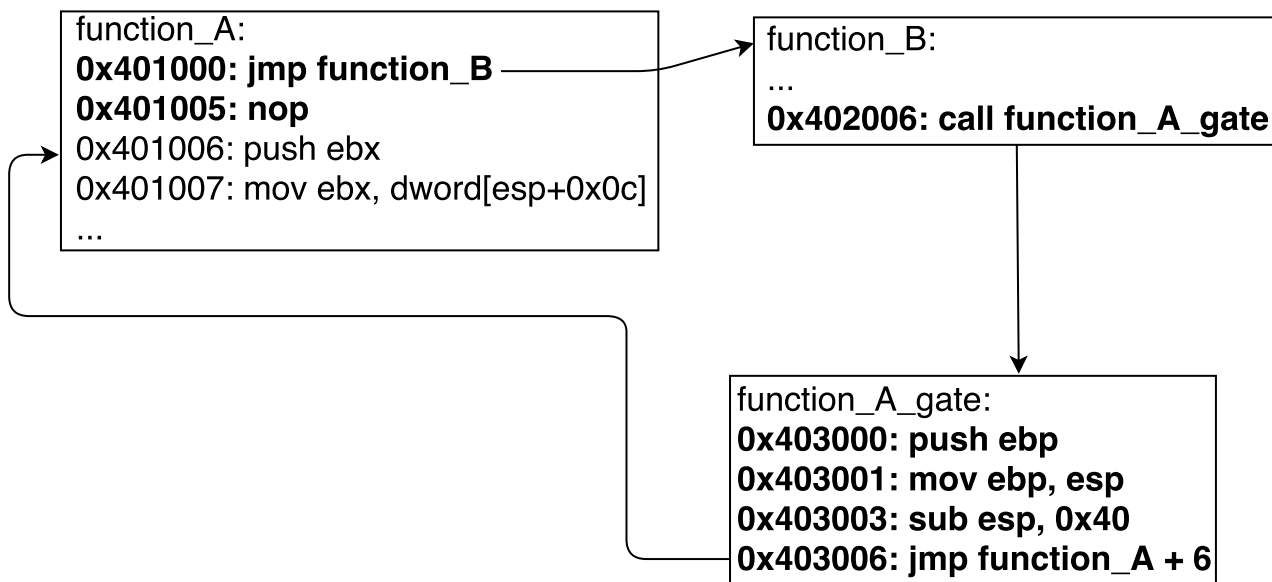 function_A:
0x401000: jmp function_B
0x401005: nop
0x401006: push ebx
0x401007: mov ebx, dword[esp+0x0c]
...
function_B:
...
0x402006: call function_A_gate
function_A_gate:
0x403000: push ebp
0x403001: mov ebp, esp
0x403003: sub esp, 0x40
0x403006: jmp function_A + 6